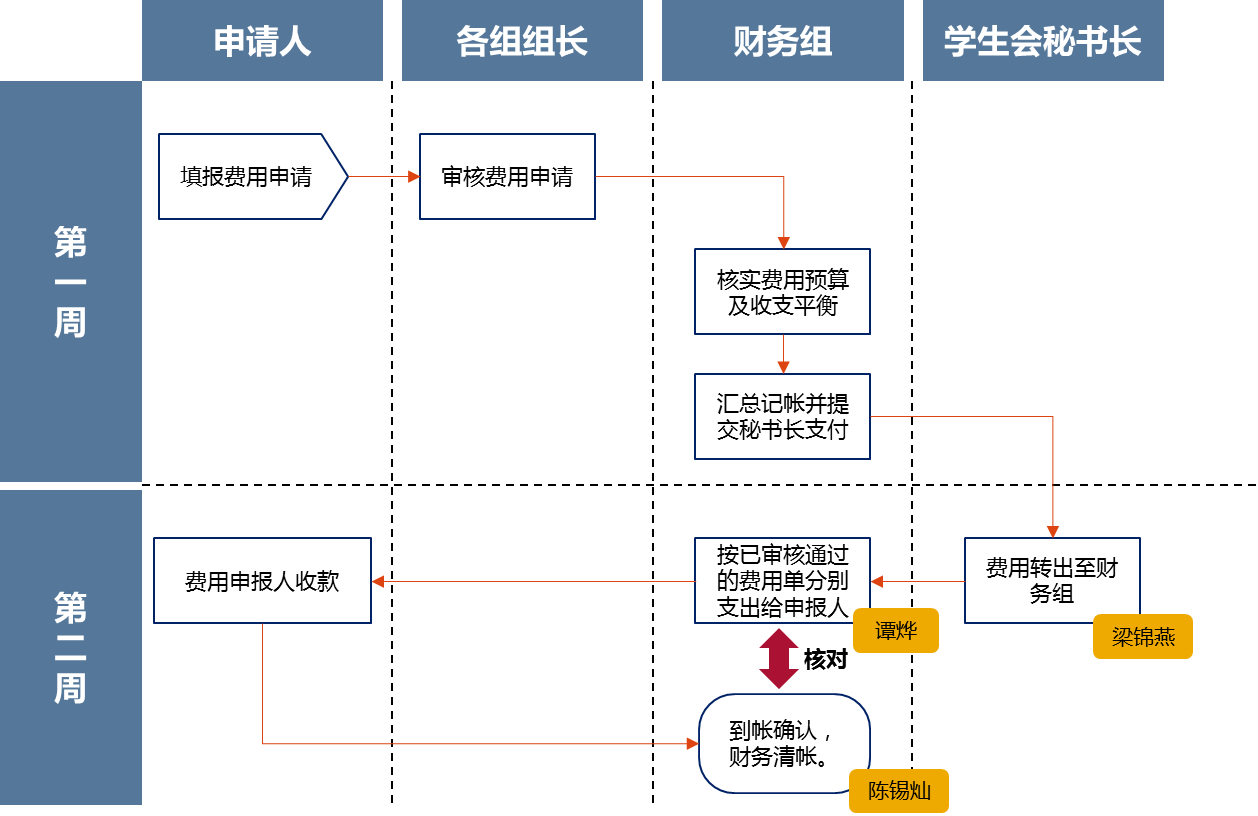 申请人
各组组长
财务组
学生会秘书长
第
一
周
填报费用申请
审核费用申请
核实费用预算
及收支平衡
汇总记帐并提
交秘书长支付
第
二
周
费用申报人收款
按已审核通过
的费用单分别
支出给申报人
谭烨
费用转出至财
务组
梁锦燕
核对
到帐确认，
财务清帐。
陈锡灿